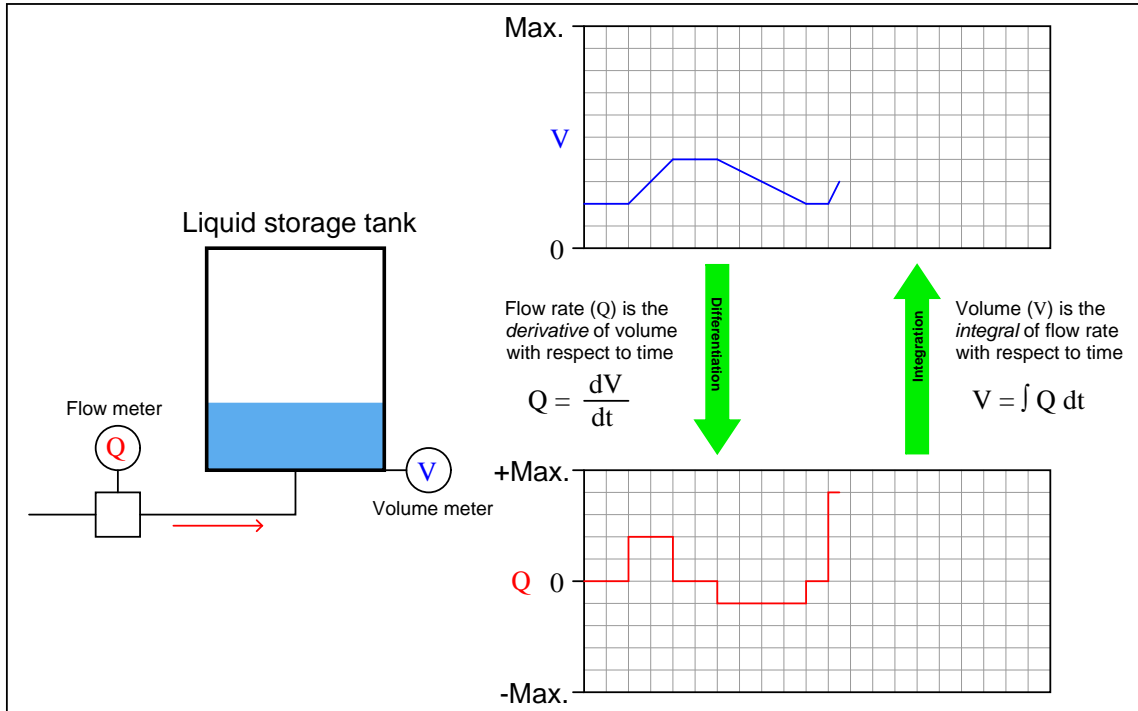 Max.
V
0
Liquid storage tank
Flow meter
Q
V
Volume meter
Flow rate (Q) is the
derivative of volume
with respect to time
Q = dV
dt
Differentiation
Integration
Volume (V) is the
integral of flow rate
with respect to time
V = ∫ Q dt
+Max.
Q 0
-Max.